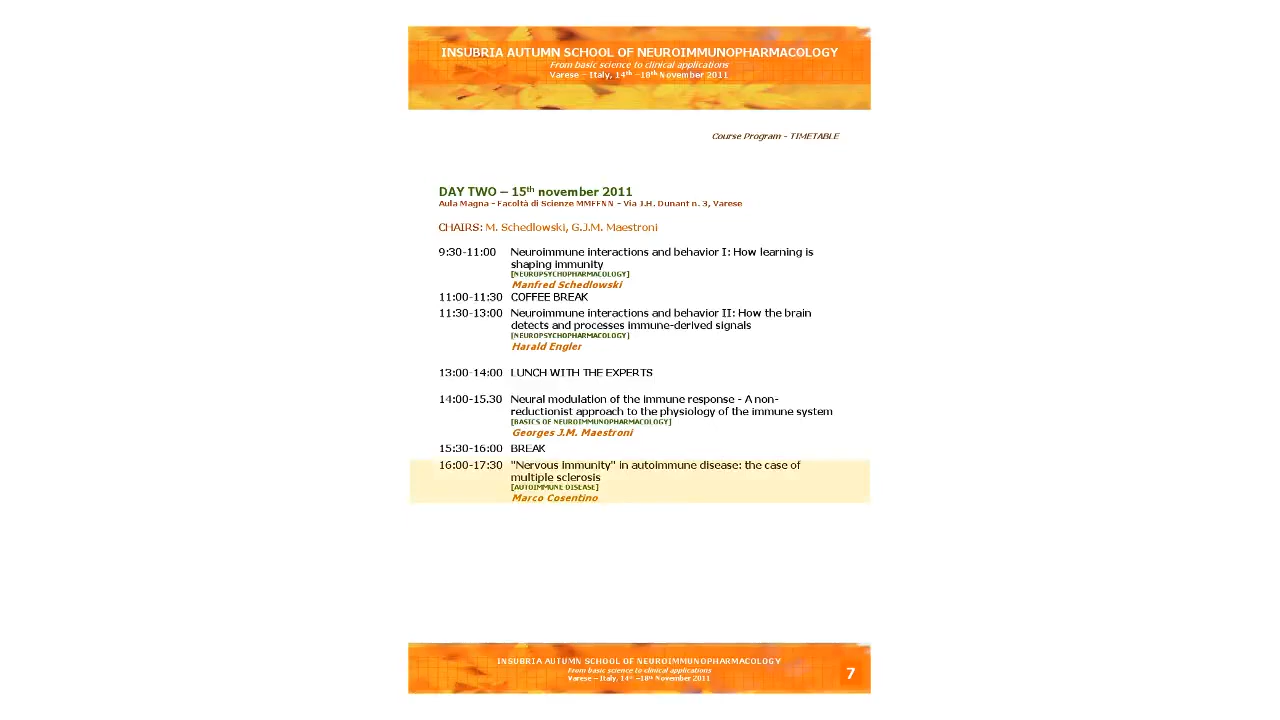 INSUBRIA AUTUMN SCHOOL OF NEUROIMMUNOPHARMACOLOGY
From basic science to clinical applications
Varese – Italy, 14th –18th November 2011
Course Program - TIMETABLE
DAY TWO – 15th november 2011
Aula Magna - Facoltà di Scienze MMFFNN – Via J.H. Dunant n. 3, Varese
CHAIRS: M. Schedlowski, G.J.M. Maestroni
9:30-11:00 Neuroimmune interactions and behavior I: How learning is
shaping immunity
[NEUROPSYCHOPHARMACOLOGY]
Manfred Schedlowski
11:00-11:30 COFFEE BREAK
11:30-13:00 Neuroimmune interactions and behavior II: How the brain
detects and processes immune-derived signals
[NEUROPSYCHOPHARMACOLOGY]
Harald Engler
13:00-14:00 LUNCH WITH THE EXPERTS
14:00-15.30 Neural modulation of the immune response - A non-
reductionist approach to the physiology of the immune system
[BASICS OF NEUROIMMUNOPHARMACOLOGY]
Georges J.M. Maestroni
15:30-16:00 BREAK
16:00-17:30 "Nervous immunity" in autoimmune disease: the case of
multiple sclerosis
[AUTOIMMUNE DISEASE]
Marco Cosentino
INSUBRIA AUTUMN SCHOOL OF NEUROIMMUNOPHARMACOLOGY
From basic science to clinical applications
Varese – Italy, 14th –18th November 2011
7